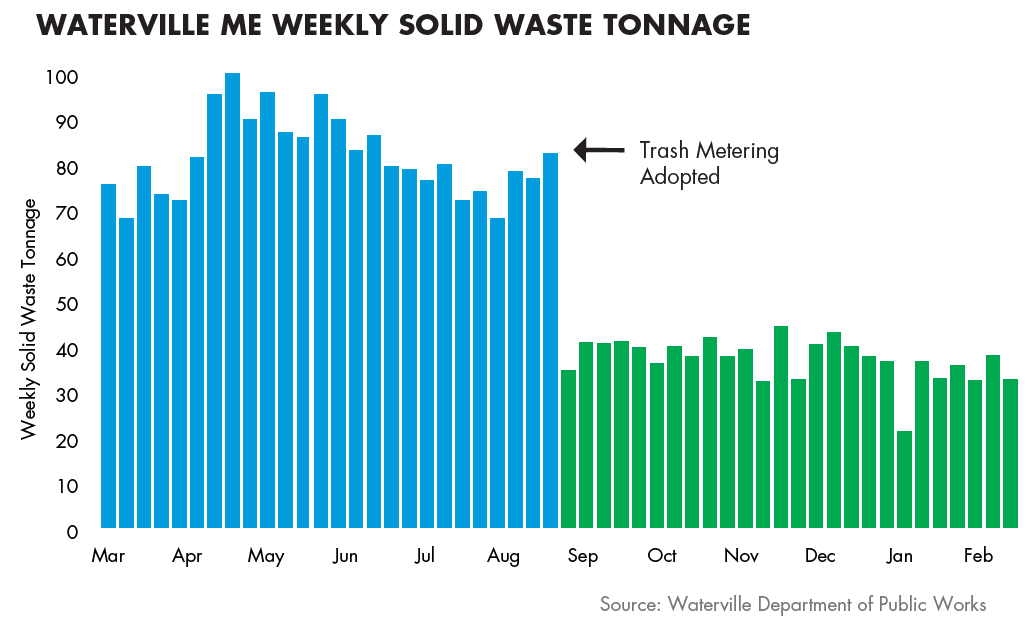 WATERVILLE ME WEEKLY SOLID WASTE TONNAGE
100
90
80
70
60
50
40
30
20
10
0
Weekly Solid Waste Tonnage
Trash Metering
Adopted
Mar Apr May Jun Jul Aug Sep Oct Nov Dec Jan Feb
Source: Waterville Department of Public Works